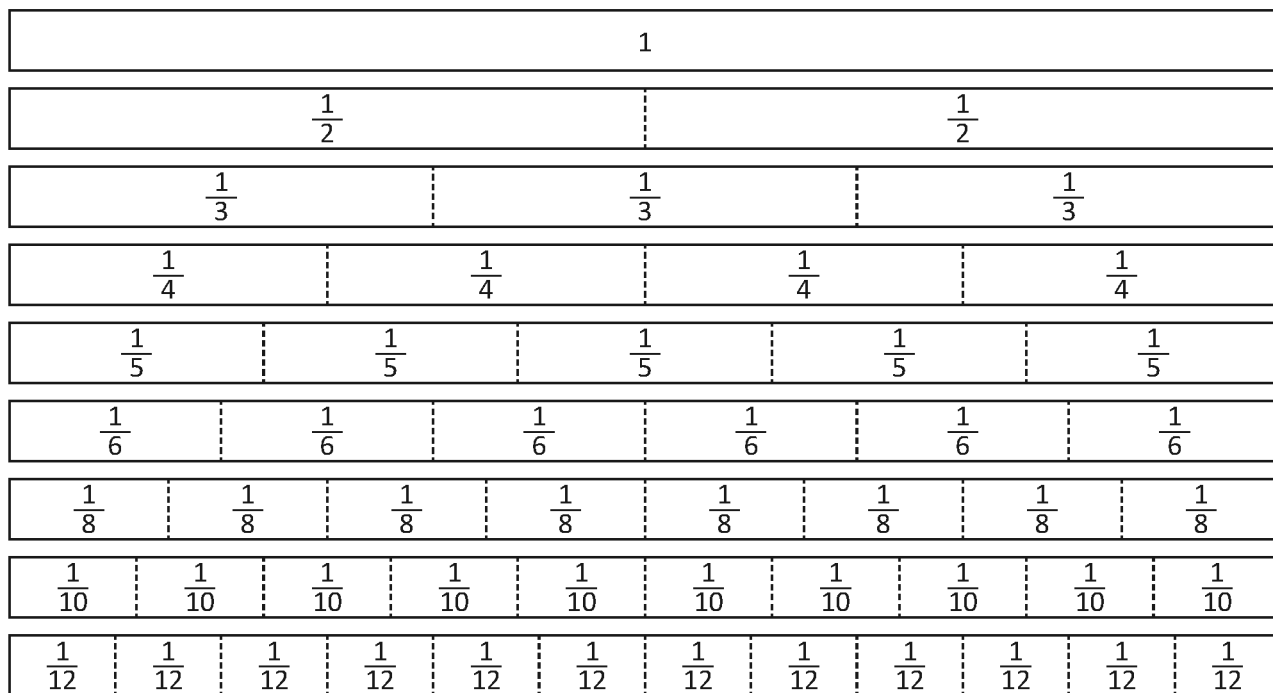 1
1/2 1/2
1/3 1/3 1/3
1/4 1/4 1/4 1/4
1/5 1/5 1/5 1/5 1/5
1/6 1/6 1/6 1/6 1/6 1/6
1/8 1/8 1/8 1/8 1/8 1/8 1/8 1/8
1/10 1/10 1/10 1/10 1/10 1/10 1/10 1/10 1/10 1/10
1/12 1/12 1/12 1/12 1/12 1/12 1/12 1/12 1/12 1/12 1/12 1/12